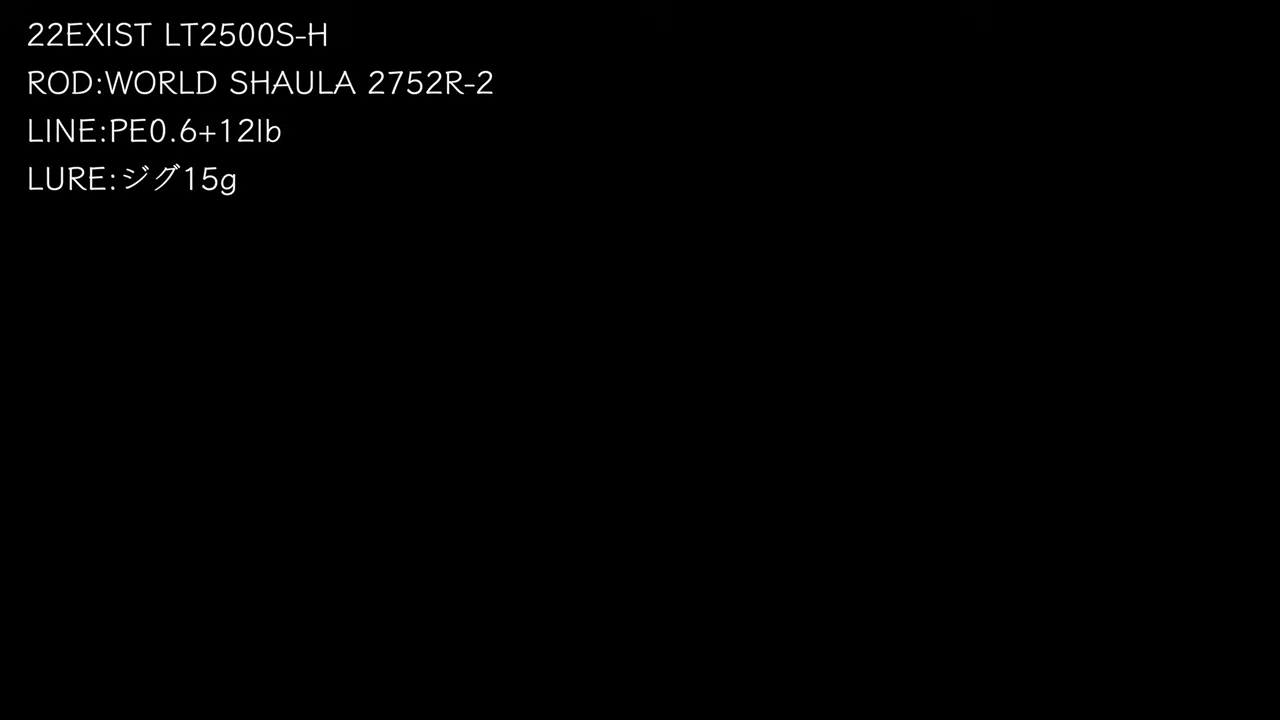 22EXIST LT2500S-H
ROD:WORLD SHAULA 2752R-2
LINE:PE0.6+12lb
LURE:ジグ15g